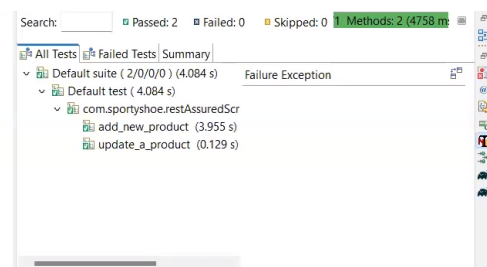 Search: Passed: 2 Failed: 0 Skipped: 0 Methods: 2 (4758 m
All Tests Failed Tests Summary
Default suite ( 2/0/0/0 ) (4.084 s) Failure Exception
Default test ( 4.084 s)
com.sportyshoe.restAssuredScr
add_new_product (3.955 s)
update_a_product (0.129 s)